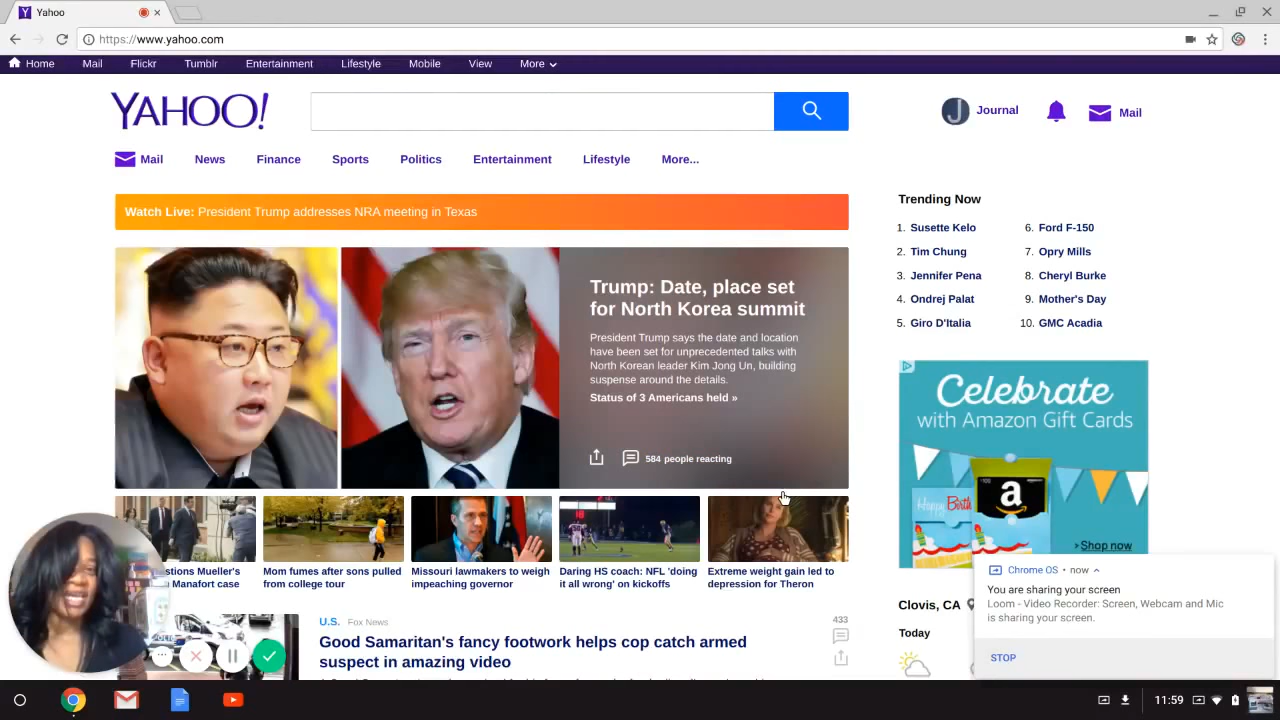 Yahoo
https://www.yahoo.com
Home Mail Flickr Tumblr Entertainment Lifestyle Mobile View More
YAHOO!
Journal
Mail
Mail News Finance Sports Politics Entertainment Lifestyle More...
Watch Live: President Trump addresses NRA meeting in Texas
Trump: Date, place set
for North Korea summit
President Trump says the date and location
have been set for unprecedented talks with
North Korean leader Kim Jong Un, building
suspense around the details.
Status of 3 Americans held »
584 people reacting
stions Mueller's
Manafort case
Mom fumes after sons pulled
from college tour
Missouri lawmakers to weigh
impeaching governor
Daring HS coach: NFL 'doing
it all wrong' on kickoffs
Extreme weight gain led to
depression for Theron
U.S. Fox News
Good Samaritan's fancy footwork helps cop catch armed
suspect in amazing video
433
Trending Now
1. Susette Kelo
2. Tim Chung
3. Jennifer Pena
4. Ondrej Palat
5. Giro D'Italia
6. Ford F-150
7. Opry Mills
8. Cheryl Burke
9. Mother's Day
10. GMC Acadia
Celebrate
with Amazon Gift Cards
Happy Birth
a
Shop now
Clovis, CA
Today
Chrome OS • now
You are sharing your screen
Loom - Video Recorder: Screen, Webcam and Mic
is sharing your screen.
STOP
11:59